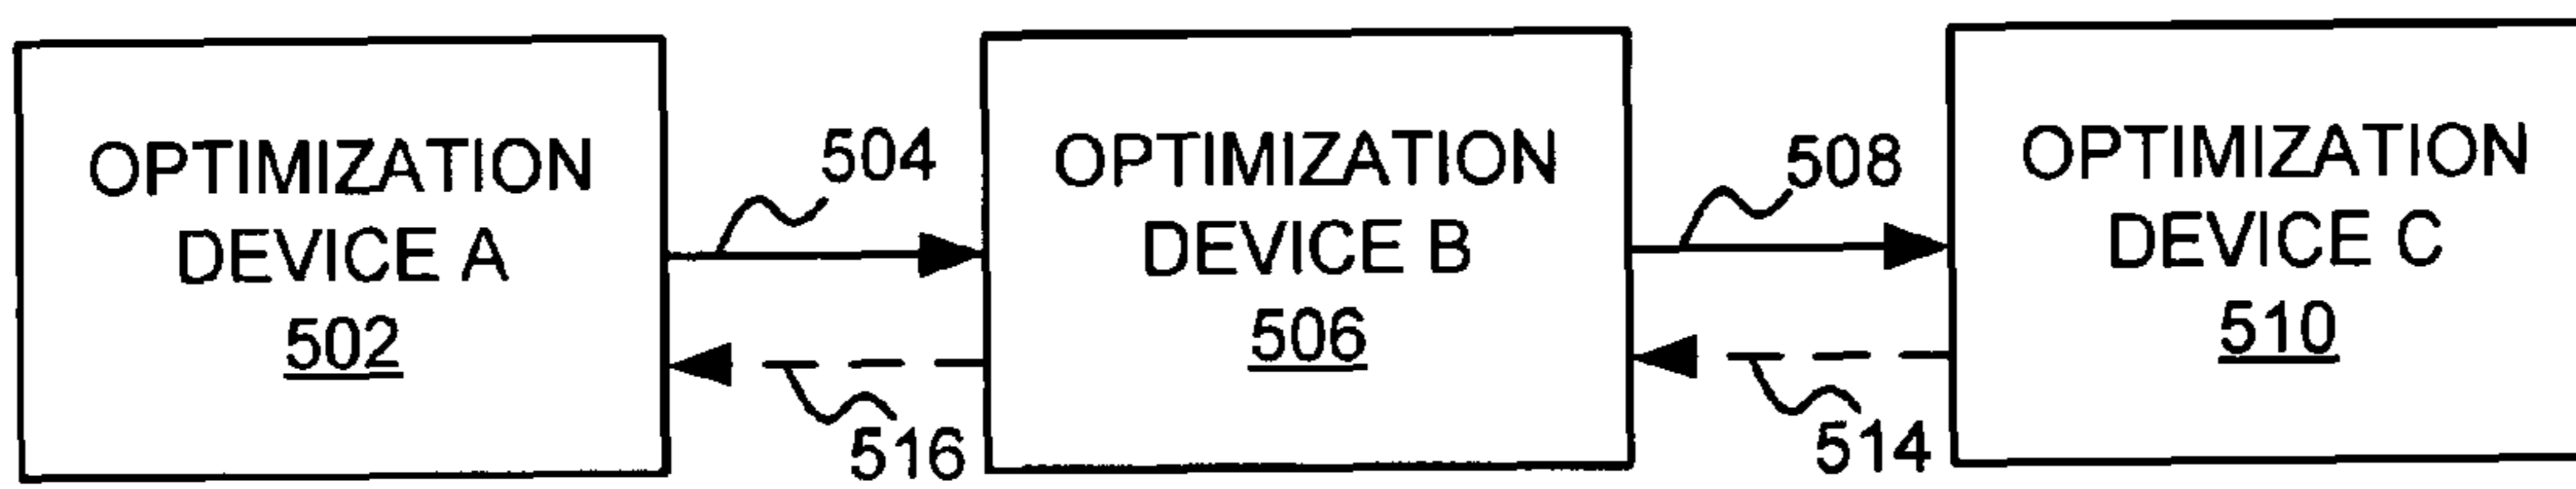 OPTIMIZATION
DEVICE A
502
504
516
OPTIMIZATION
DEVICE B
506
508
514
OPTIMIZATION
DEVICE C
510